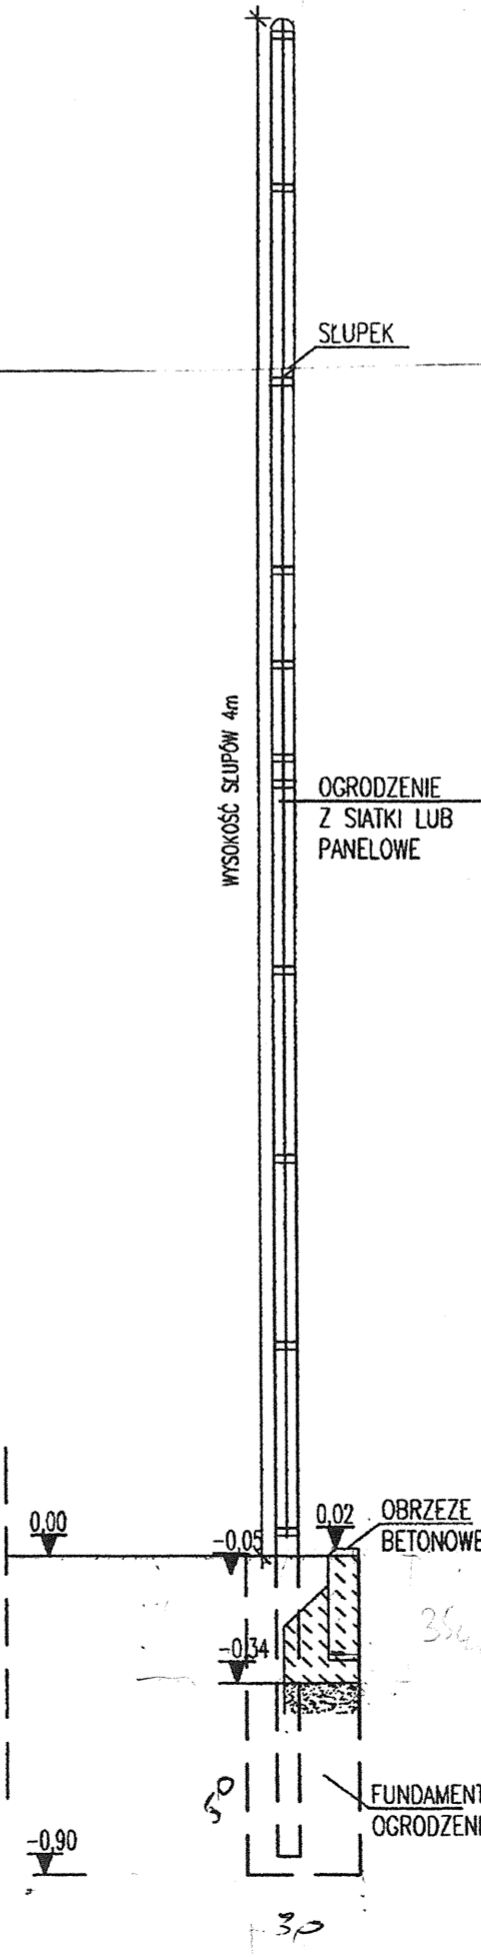 SŁUPEK
WYSOKOŚĆ SŁUPÓW 4m
OGRODZENIE
Z SIATKI LUB
PANELOWE
0,00
-0,05
0,02
OBRZEZE
BETONOWE
-0,34
FUNDAMENT
OGRODZENI
-0,90
30